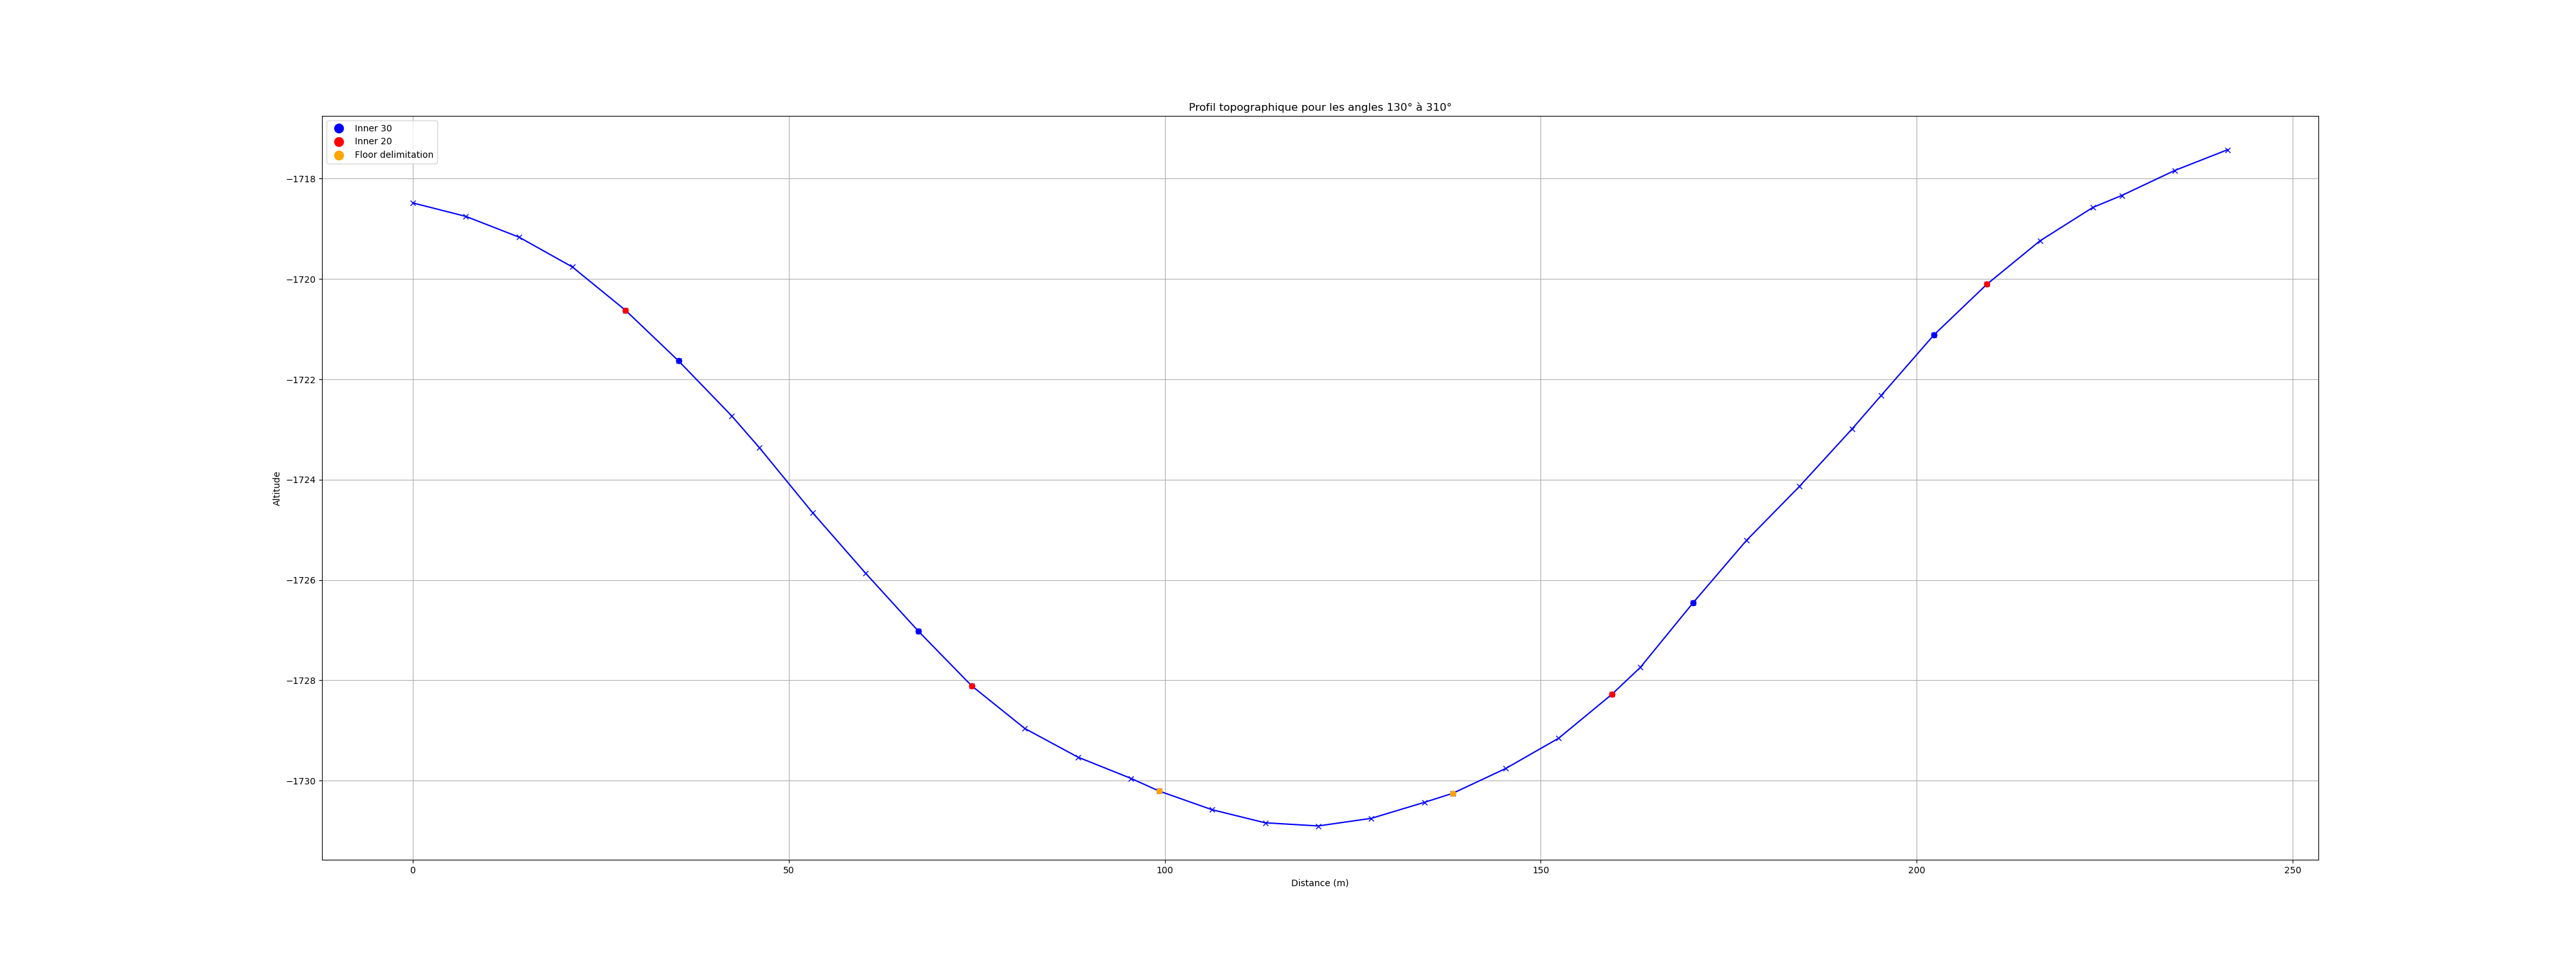 Profil topographique pour les angles 130° à 310°
Inner 30
Inner 20
Floor delimitation
−1718
−1720
−1722
−1724
−1726
−1728
−1730
Altitude
0 50 100 150 200 250
Distance (m)